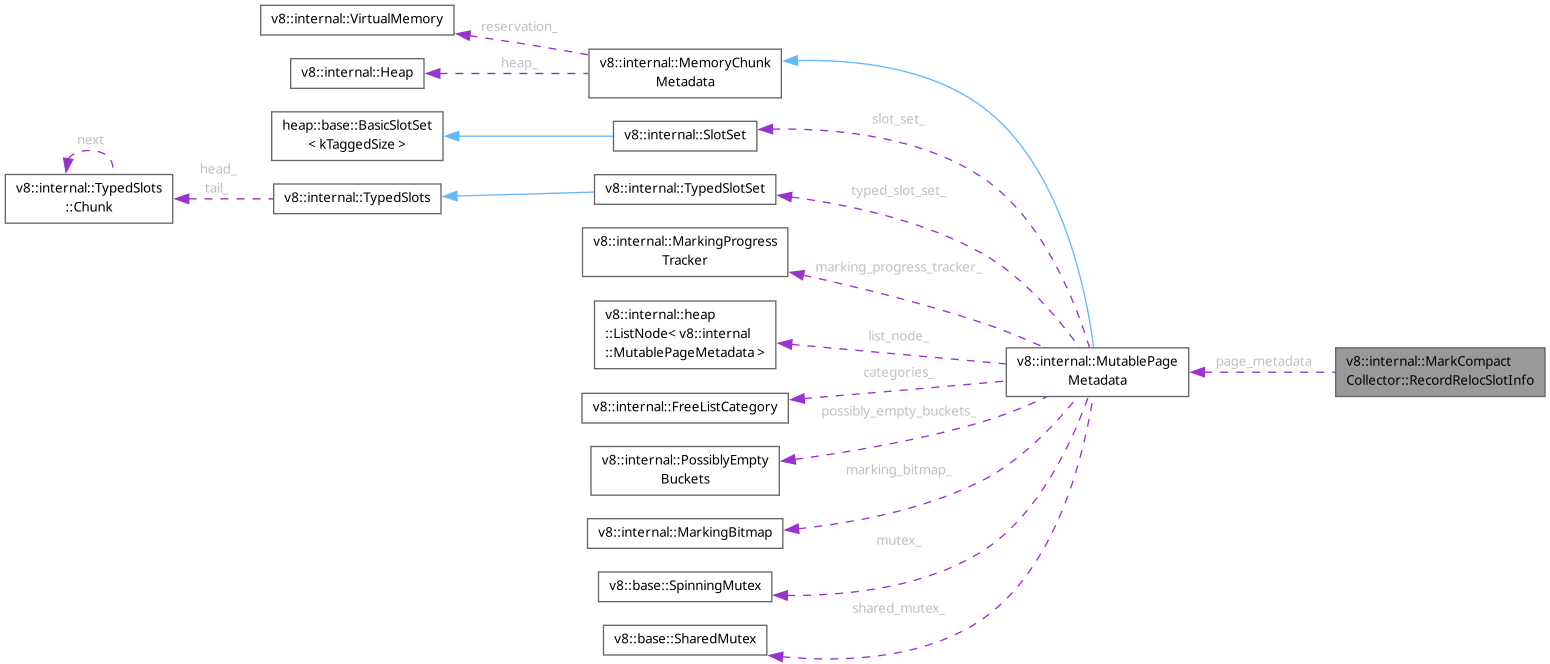 v8::internal::VirtualMemory
reservation_
v8::internal::Heap
heap_
v8::internal::MemoryChunk
Metadata
heap::base::BasicSlotSet
< kTaggedSize >
v8::internal::SlotSet
slot_set_
next
v8::internal::TypedSlots
::Chunk
head_
tail_
v8::internal::TypedSlots
v8::internal::TypedSlotSet
typed_slot_set_
v8::internal::MarkingProgress
Tracker
marking_progress_tracker_
v8::internal::heap
::ListNode< v8::internal
::MutablePageMetadata >
list_node_
v8::internal::MutablePage
Metadata
page_metadata
v8::internal::MarkCompact
Collector::RecordRelocSlotInfo
categories_
v8::internal::FreeListCategory
possibly_empty_buckets_
v8::internal::PossiblyEmpty
Buckets
marking_bitmap_
v8::internal::MarkingBitmap
mutex_
v8::base::SpinningMutex
shared_mutex_
v8::base::SharedMutex